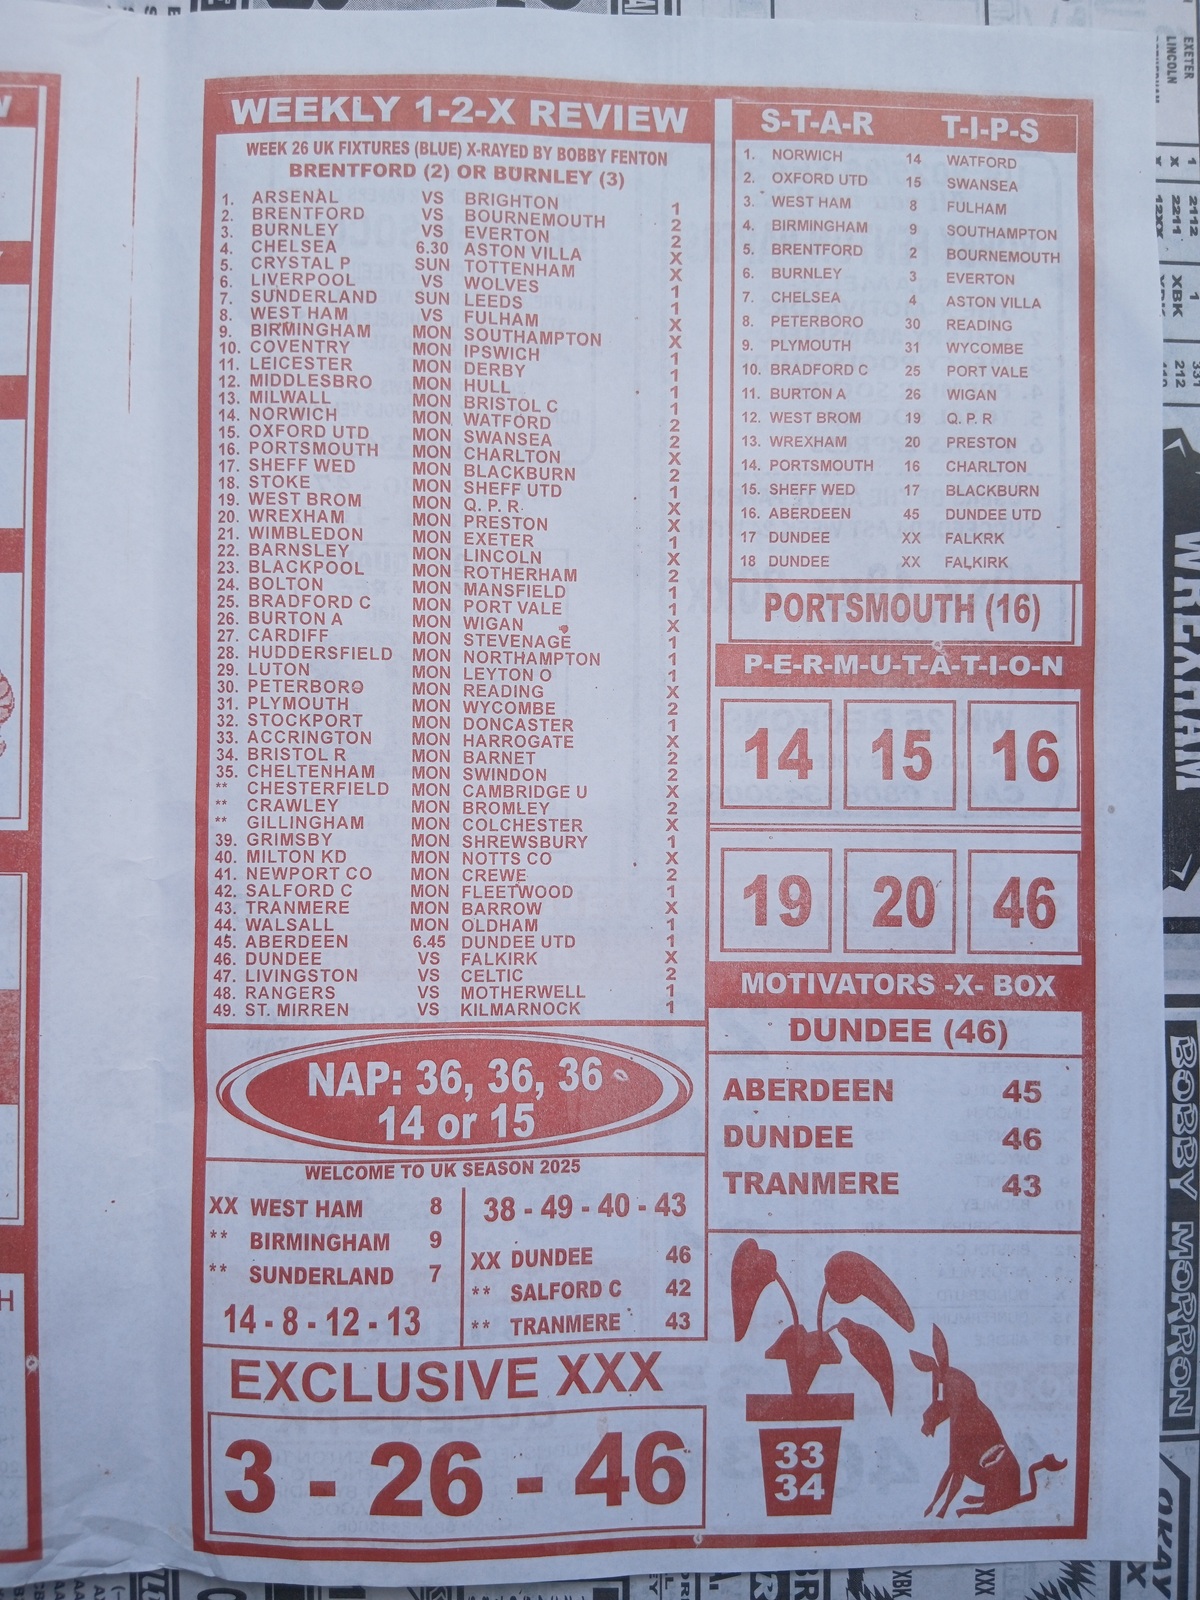 WEEKLY 1-2-X REVIEW
WEEK 26 UK FIXTURES (BLUE) X-RAYED BY BOBBY FENTON
BRENTFORD (2) OR BURNLEY (3)
1. ARSENAL VS BRIGHTON 1
2. BRENTFORD VS BOURNEMOUTH 2
3. BURNLEY VS EVERTON 2
4. CHELSEA 6.30 ASTON VILLA X
5. CRYSTAL P SUN TOTTENHAM X
6. LIVERPOOL VS WOLVES 1
7. SUNDERLAND SUN LEEDS 1
8. WEST HAM VS FULHAM X
9. BIRMINGHAM MON SOUTHAMPTON X
10. COVENTRY MON IPSWICH 1
11. LEICESTER MON DERBY 1
12. MIDDLESBRO MON HULL 1
13. MILWALL MON BRISTOL C 1
14. NORWICH MON WATFORD 2
15. OXFORD UTD MON SWANSEA 2
16. PORTSMOUTH MON CHARLTON X
17. SHEFF WED MON BLACKBURN 2
18. STOKE MON SHEFF UTD 1
19. WEST BROM MON Q. P. R. X
20. WREXHAM MON PRESTON X
21. WIMBLEDON MON EXETER 1
22. BARNSLEY MON LINCOLN X
23. BLACKPOOL MON ROTHERHAM 2
24. BOLTON MON MANSFIELD 1
25. BRADFORD C MON PORT VALE 1
26. BURTON A MON WIGAN X
27. CARDIFF MON STEVENAGE 1
28. HUDDERSFIELD MON NORTHAMPTON 1
29. LUTON MON LEYTON O 1
30. PETERBORO MON READING X
31. PLYMOUTH MON WYCOMBE 2
32. STOCKPORT MON DONCASTER 1
33. ACCRINGTON MON HARROGATE X
34. BRISTOL R MON BARNET 2
35. CHELTENHAM MON SWINDON 2
** CHESTERFIELD MON CAMBRIDGE U X
** CRAWLEY MON BROMLEY 2
** GILLINGHAM MON COLCHESTER X
39. GRIMSBY MON SHREWSBURY 1
40. MILTON KD MON NOTTS CO X
41. NEWPORT CO MON CREWE 2
42. SALFORD C MON FLEETWOOD 1
43. TRANMERE MON BARROW X
44. WALSALL MON OLDHAM 1
45. ABERDEEN 6.45 DUNDEE UTD 1
46. DUNDEE VS FALKIRK X
47. LIVINGSTON VS CELTIC 2
48. RANGERS VS MOTHERWELL 1
49. ST. MIRREN VS KILMARNOCK 1
NAP: 36, 36, 36
14 or 15
WELCOME TO UK SEASON 2025
XX WEST HAM 8
** BIRMINGHAM 9
** SUNDERLAND 7
14 - 8 - 12 - 13
38 - 49 - 40 - 43
XX DUNDEE 46
** SALFORD C 42
** TRANMERE 43
EXCLUSIVE XXX
3 - 26 - 46
S-T-A-R T-I-P-S
1. NORWICH 14 WATFORD
2. OXFORD UTD 15 SWANSEA
3. WEST HAM 8 FULHAM
4. BIRMINGHAM 9 SOUTHAMPTON
5. BRENTFORD 2 BOURNEMOUTH
6. BURNLEY 3 EVERTON
7. CHELSEA 4 ASTON VILLA
8. PETERBORO 30 READING
9. PLYMOUTH 31 WYCOMBE
10. BRADFORD C 25 PORT VALE
11. BURTON A 26 WIGAN
12. WEST BROM 19 Q. P. R
13. WREXHAM 20 PRESTON
14. PORTSMOUTH 16 CHARLTON
15. SHEFF WED 17 BLACKBURN
16. ABERDEEN 45 DUNDEE UTD
17 DUNDEE XX FALKRK
18 DUNDEE XX FALKIRK
PORTSMOUTH (16)
P-E-R-M-U-T-A-T-I-O-N
14 15 16
19 20 46
MOTIVATORS -X- BOX
DUNDEE (46)
ABERDEEN 45
DUNDEE 46
TRANMERE 43
33
34
EXETER
LINCOLN
WREXHAM
BOBBY MORRON
OKAY